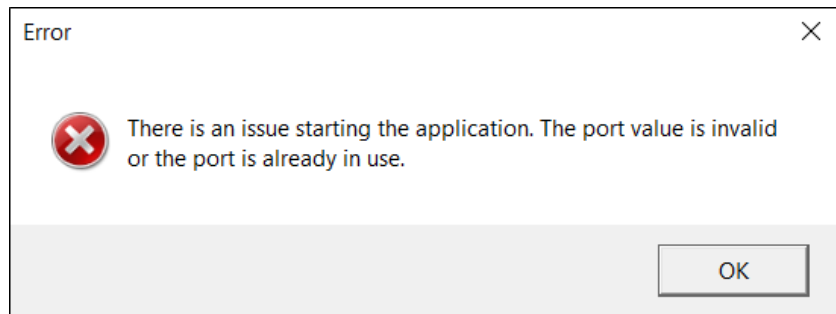 Error
There is an issue starting the application. The port value is invalid
or the port is already in use.
OK